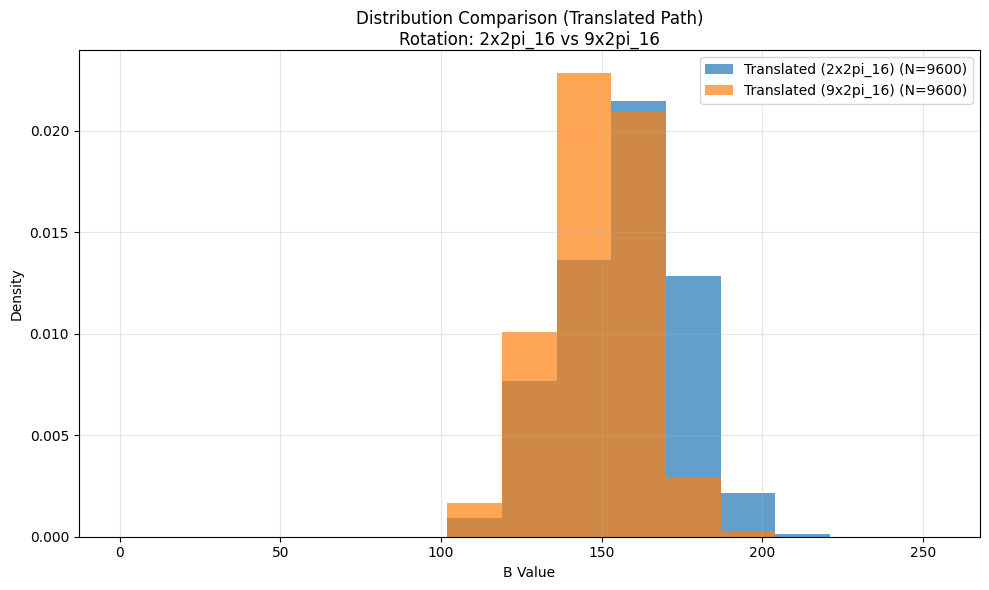 Distribution Comparison (Translated Path)
Rotation: 2x2pi_16 vs 9x2pi_16
Translated (2x2pi_16) (N=9600)
Translated (9x2pi_16) (N=9600)
0.020
0.015
0.010
0.005
0.000
Density
0 50 100 150 200 250
B Value